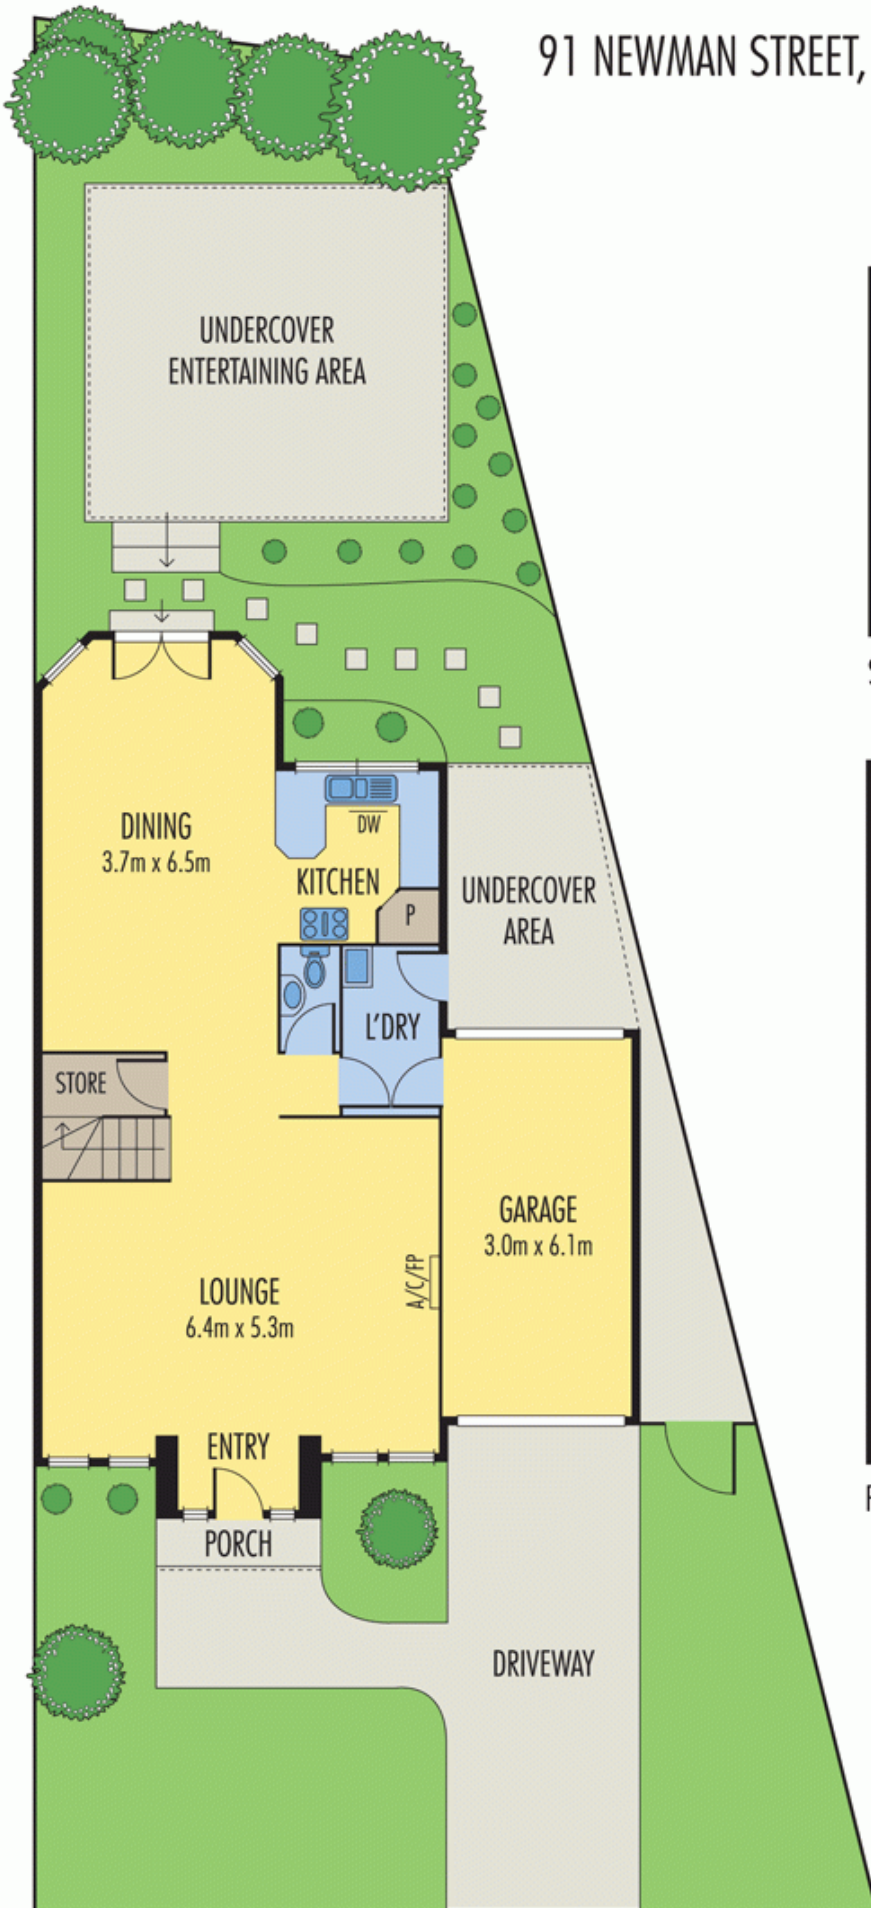 91 NEWMAN STREET,
UNDERCOVER
ENTERTAINING AREA
DINING
3.7m x 6.5m
DW
KITCHEN
P
UNDERCOVER
AREA
L'DRY
STORE
GARAGE
3.0m x 6.1m
A/C/FP
LOUNGE
6.4m x 5.3m
ENTRY
PORCH
DRIVEWAY